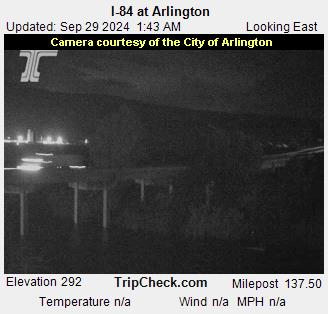 I-84 at Arlington
Updated: Sep 29 2024 1:43 AM Looking East
Camera courtesy of the City of Arlington
Elevation 292 TripCheck.com Milepost 137.50
Temperature n/a Wind n/a MPH n/a